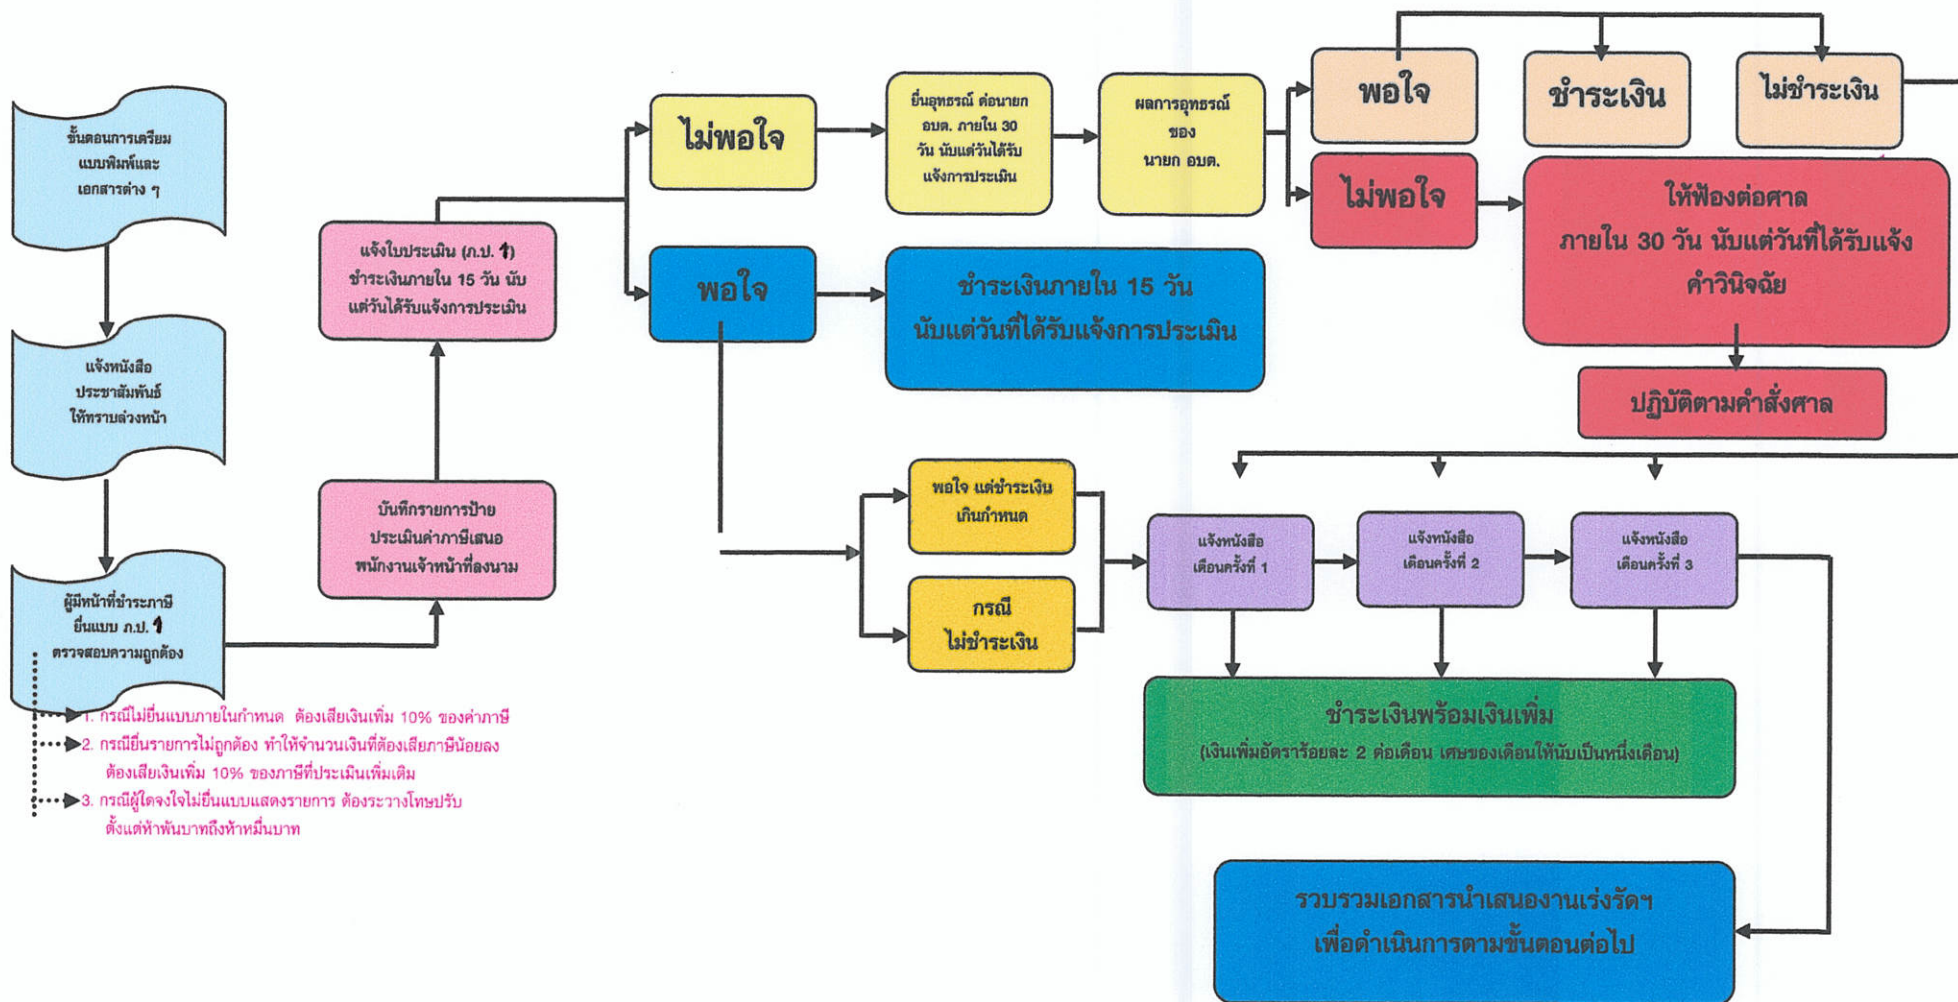 ขั้นตอนการเตรียม
แบบพิมพ์และ
เอกสารต่าง ๆ
แจ้งหนังสือ
ประชาสัมพันธ์
ให้ทราบล่วงหน้า
ผู้มีหน้าที่ชำระภาษี
ยื่นแบบ ภ.ป. 1
ตรวจสอบความถูกต้อง
1. กรณีไม่ยื่นแบบภายในกำหนด ต้องเสียเงินเพิ่ม 10% ของค่าภาษี
2. กรณียื่นรายการไม่ถูกต้อง ทำให้จำนวนเงินที่ต้องเสียภาษีน้อยลง
ต้องเสียเงินเพิ่ม 10% ของภาษีที่ประเมินเพิ่มเติม
3. กรณีผู้ใดจงใจไม่ยื่นแบบแสดงรายการ ต้องระวางโทษปรับ
ตั้งแต่ห้าพันบาทถึงห้าหมื่นบาท
บันทึกรายการป้าย
ประเมินค่าภาษีเสนอ
พนักงานเจ้าหน้าที่ลงนาม
แจ้งใบประเมิน (ภ.ป. 1)
ชำระเงินภายใน 15 วัน นับ
แต่วันได้รับแจ้งการประเมิน
ไม่พอใจ
ยื่นอุทธรณ์ ต่อนายก
อบต. ภายใน 30
วัน นับแต่วันได้รับ
แจ้งการประเมิน
ผลการอุทธรณ์
ของ
นายก อบต.
พอใจ
ชำระเงิน
ไม่ชำระเงิน
ไม่พอใจ
ให้ฟ้องต่อศาล
ภายใน 30 วัน นับแต่วันที่ได้รับแจ้ง
คำวินิจฉัย
ปฏิบัติตามคำสั่งศาล
พอใจ
ชำระเงินภายใน 15 วัน
นับแต่วันที่ได้รับแจ้งการประเมิน
พอใจ แต่ชำระเงิน
เกินกำหนด
กรณี
ไม่ชำระเงิน
แจ้งหนังสือ
เตือนครั้งที่ 1
แจ้งหนังสือ
เตือนครั้งที่ 2
แจ้งหนังสือ
เตือนครั้งที่ 3
ชำระเงินพร้อมเงินเพิ่ม
(เงินเพิ่มอัตราร้อยละ 2 ต่อเดือน เศษของเดือนให้นับเป็นหนึ่งเดือน)
รวบรวมเอกสารนำเสนองานเร่งรัดฯ
เพื่อดำเนินการตามขั้นตอนต่อไป